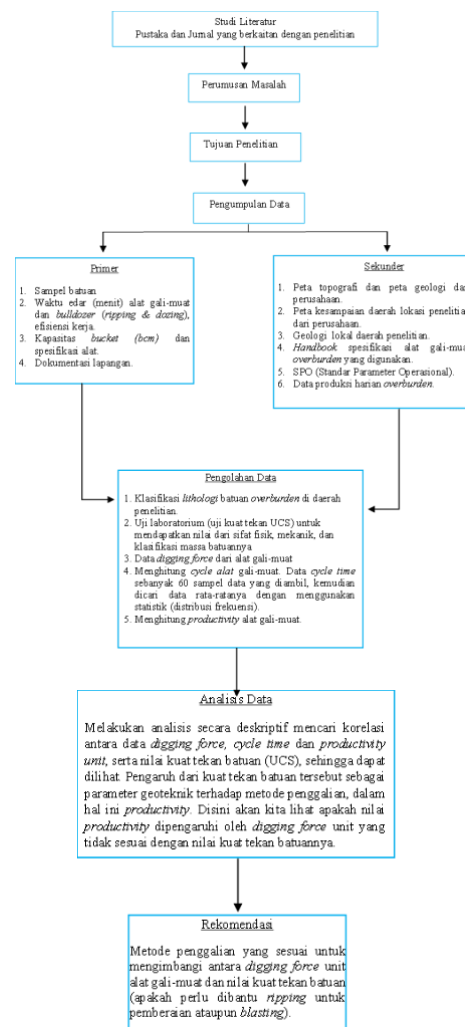 Studi Literatur
Pustaka dan Jurnal yang berkaitan dengan penelitian
Perumusan Masalah
Tujuan Penelitian
Pengumpulan Data
Primer
1. Sampel batuan
2. Waktu edar (menit) alat gali-muat
dan bulldozer (ripping & dozing),
efisiensi kerja.
3. Kapasitas bucket (bcm) dan
spesifikasi alat.
4. Dokumentasi lapangan.
Sekunder
1. Peta topografi dan peta geologi dari
perusahaan.
2. Peta kesampaian daerah lokasi penelitian
dari perusahaan.
3. Geologi lokal daerah penelitian.
4. Handbook spesifikasi alat gali-muat
overburden yang digunakan.
5. SPO (Standar Parameter Operasional).
6. Data produksi harian overburden.
Pengolahan Data
1. Klasifikasi lithologi batuan overburden di daerah
penelitian.
2. Uji laboratorium (uji kuat tekan UCS) untuk
mendapatkan nilai dari sifat fisik, mekanik, dan
klasifikasi massa batuannya
3. Data digging force dari alat gali-muat
4. Menghitung cycle alat gali-muat. Data cycle time
sebanyak 60 sampel data yang diambil, kemudian
dicari data rata-ratanya dengan menggunakan
statistik (distribusi frekuensi).
5. Menghitung productivity alat gali-muat.
Analisis Data
Melakukan analisis secara deskriptif mencari korelasi
antara data digging force, cycle time dan productivity
unit, serta nilai kuat tekan batuan (UCS), sehingga dapat
dilihat. Pengaruh dari kuat tekan batuan tersebut sebagai
parameter geoteknik terhadap metode penggalian, dalam
hal ini productivity. Disini akan kita lihat apakah nilai
productivity dipengaruhi oleh digging force unit yang
tidak sesuai dengan nilai kuat tekan batuannya.
Rekomendasi
Metode penggalian yang sesuai untuk
mengimbangi antara digging force unit
alat gali-muat dan nilai kuat tekan batuan
(apakah perlu dibantu ripping untuk
pemberaian ataupun blasting).